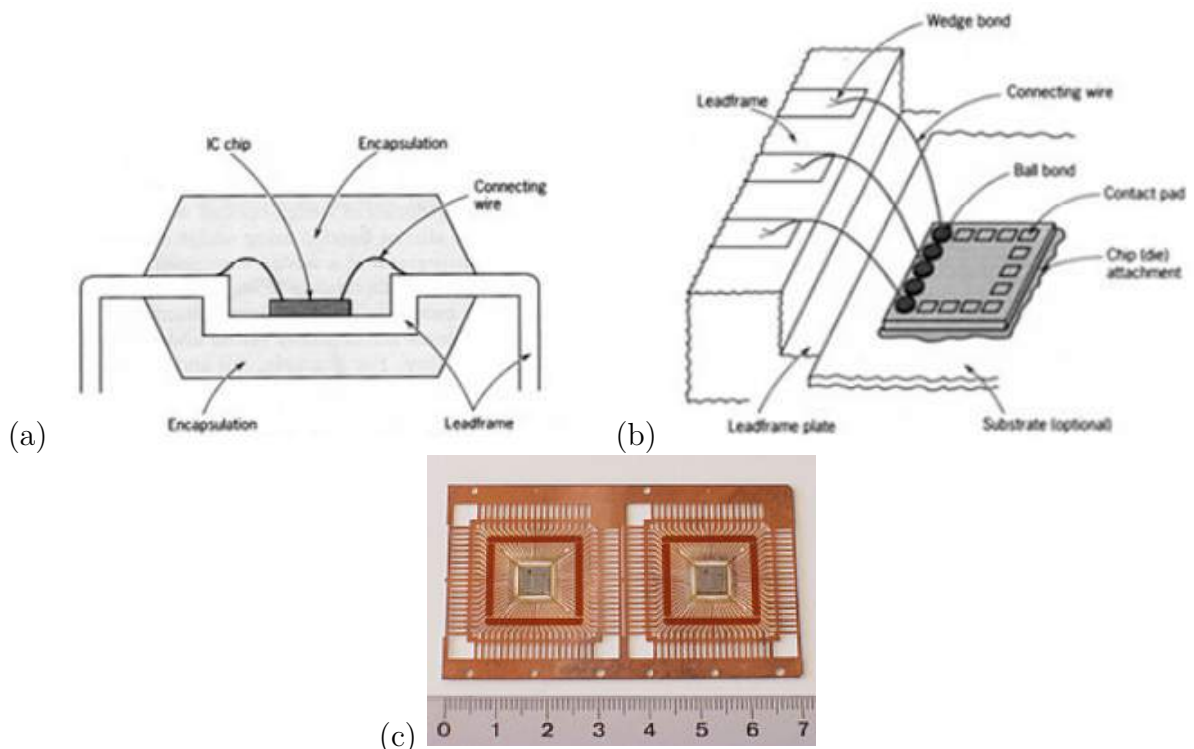 IC chip
Encapsulation
Connecting
wire
Encapsulation
Leadframe
(a)
Wedge bond
Leadframe
Connecting wire
Ball bond
Contact pad
Chip (die)
attachment
Leadframe plate
Substrate (optional)
(b)
(c)
0 1 2 3 4 5 6 7